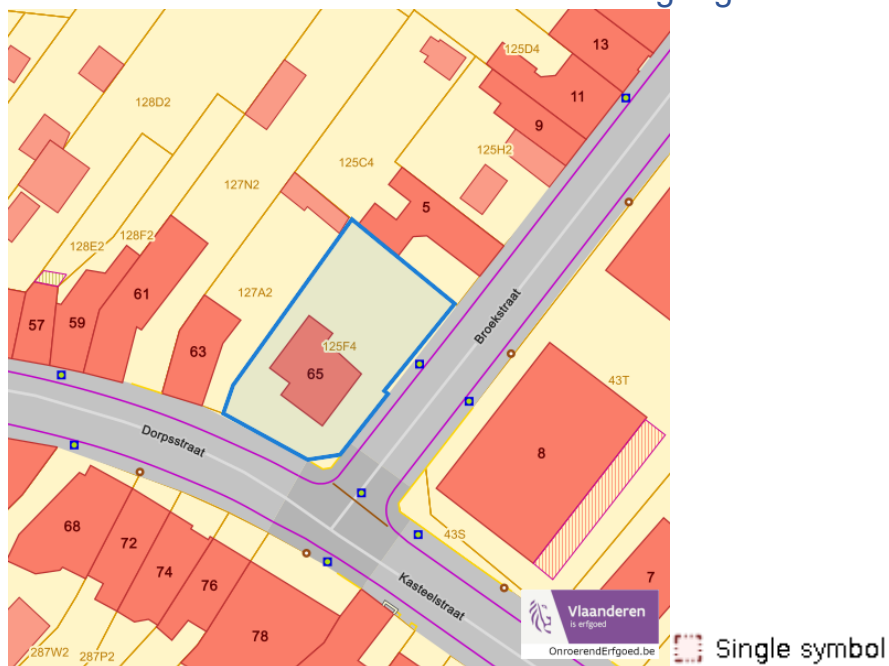 13
125D4
11
128D2
9
125H2
125C4
127N2
5
128F2
128E2
61
127A2
Broekstraat
57
59
63
125F4
65
43T
Dorpsstraat
8
68
72
74
76
78
43S
Kasteelstraat
7
287W2
287P2
Vlaanderen
is erfgoed
OnroerendErfgoed.be
Single symbol